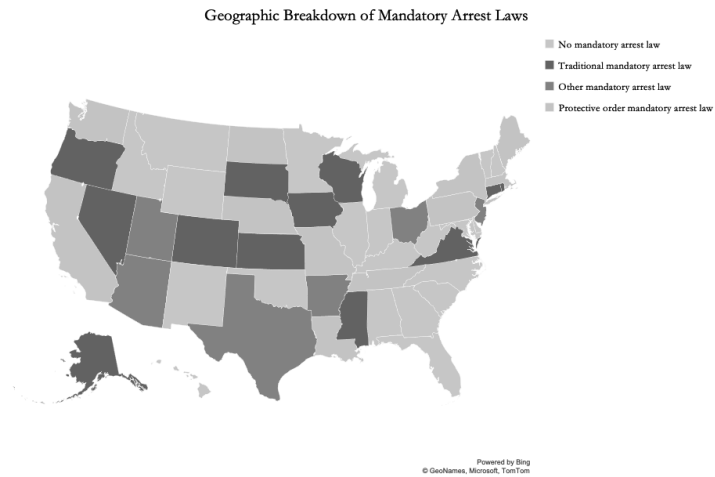 Geographic Breakdown of Mandatory Arrest Laws
No mandatory arrest law
Traditional mandatory arrest law
Other mandatory arrest law
Protective order mandatory arrest law
Powered by Bing
© GeoNames, Microsoft, TomTom